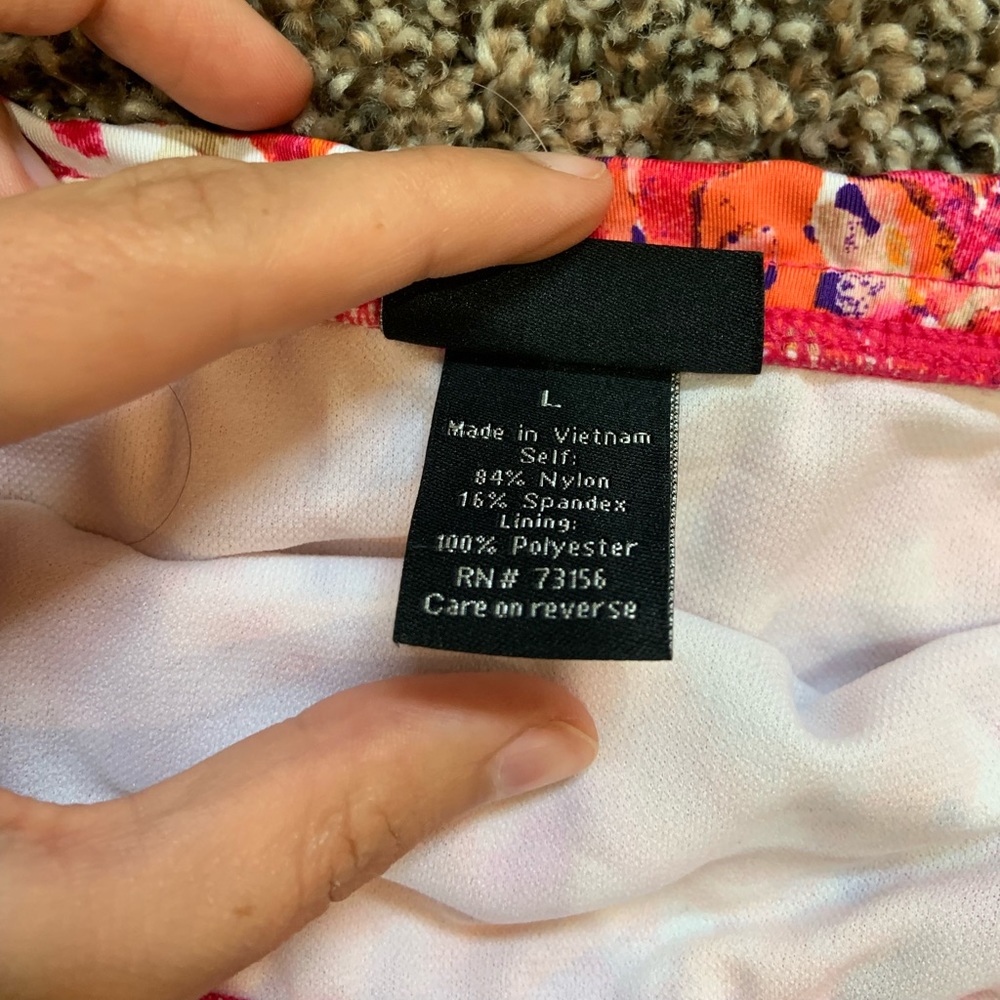 L
Made in Vietnam
Self:
84% Nylon
16% Spandex
Lining:
100% Polyester
RN# 73156
Care on reverse